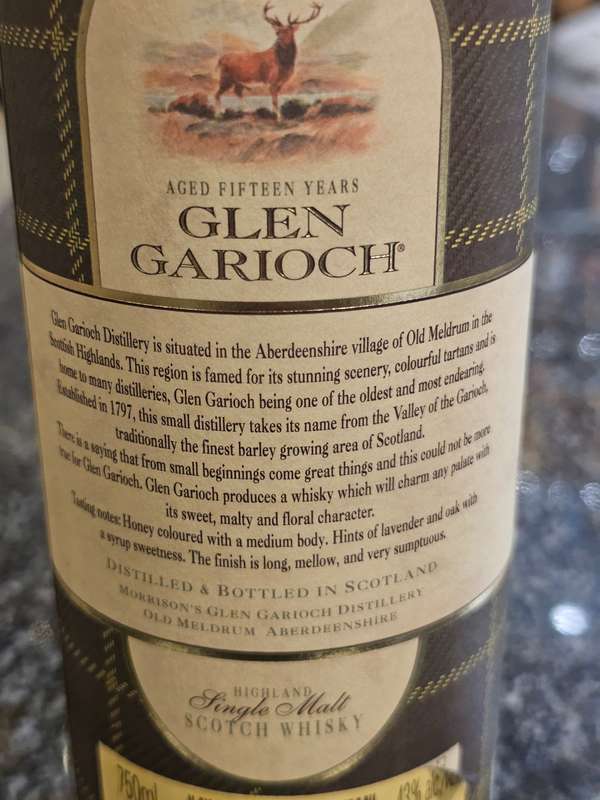 AGED FIFTEEN YEARS
GLEN
GARIOCH®
Glen Garioch Distillery is situated in the Aberdeenshire village of Old Meldrum in the
Scottish Highlands. This region is famed for its stunning scenery, colourful tartans and is
home to many distilleries, Glen Garioch being one of the oldest and most endearing.
Established in 1797, this small distillery takes its name from the Valley of the Garioch,
traditionally the finest barley growing area of Scotland.
There is a saying that from small beginnings come great things and this could not be more
true for Glen Garioch. Glen Garioch produces a whisky which will charm any palate with
its sweet, malty and floral character.
Tasting notes: Honey coloured with a medium body. Hints of lavender and oak with
a syrup sweetness. The finish is long, mellow, and very sumptuous.
DISTILLED & BOTTLED IN SCOTLAND
MORRISON'S GLEN GARIOCH DISTILLERY
OLD MELDRUM ABERDEENSHIRE
HIGHLAND
Single Malt
SCOTCH WHISKY
750ml 43%